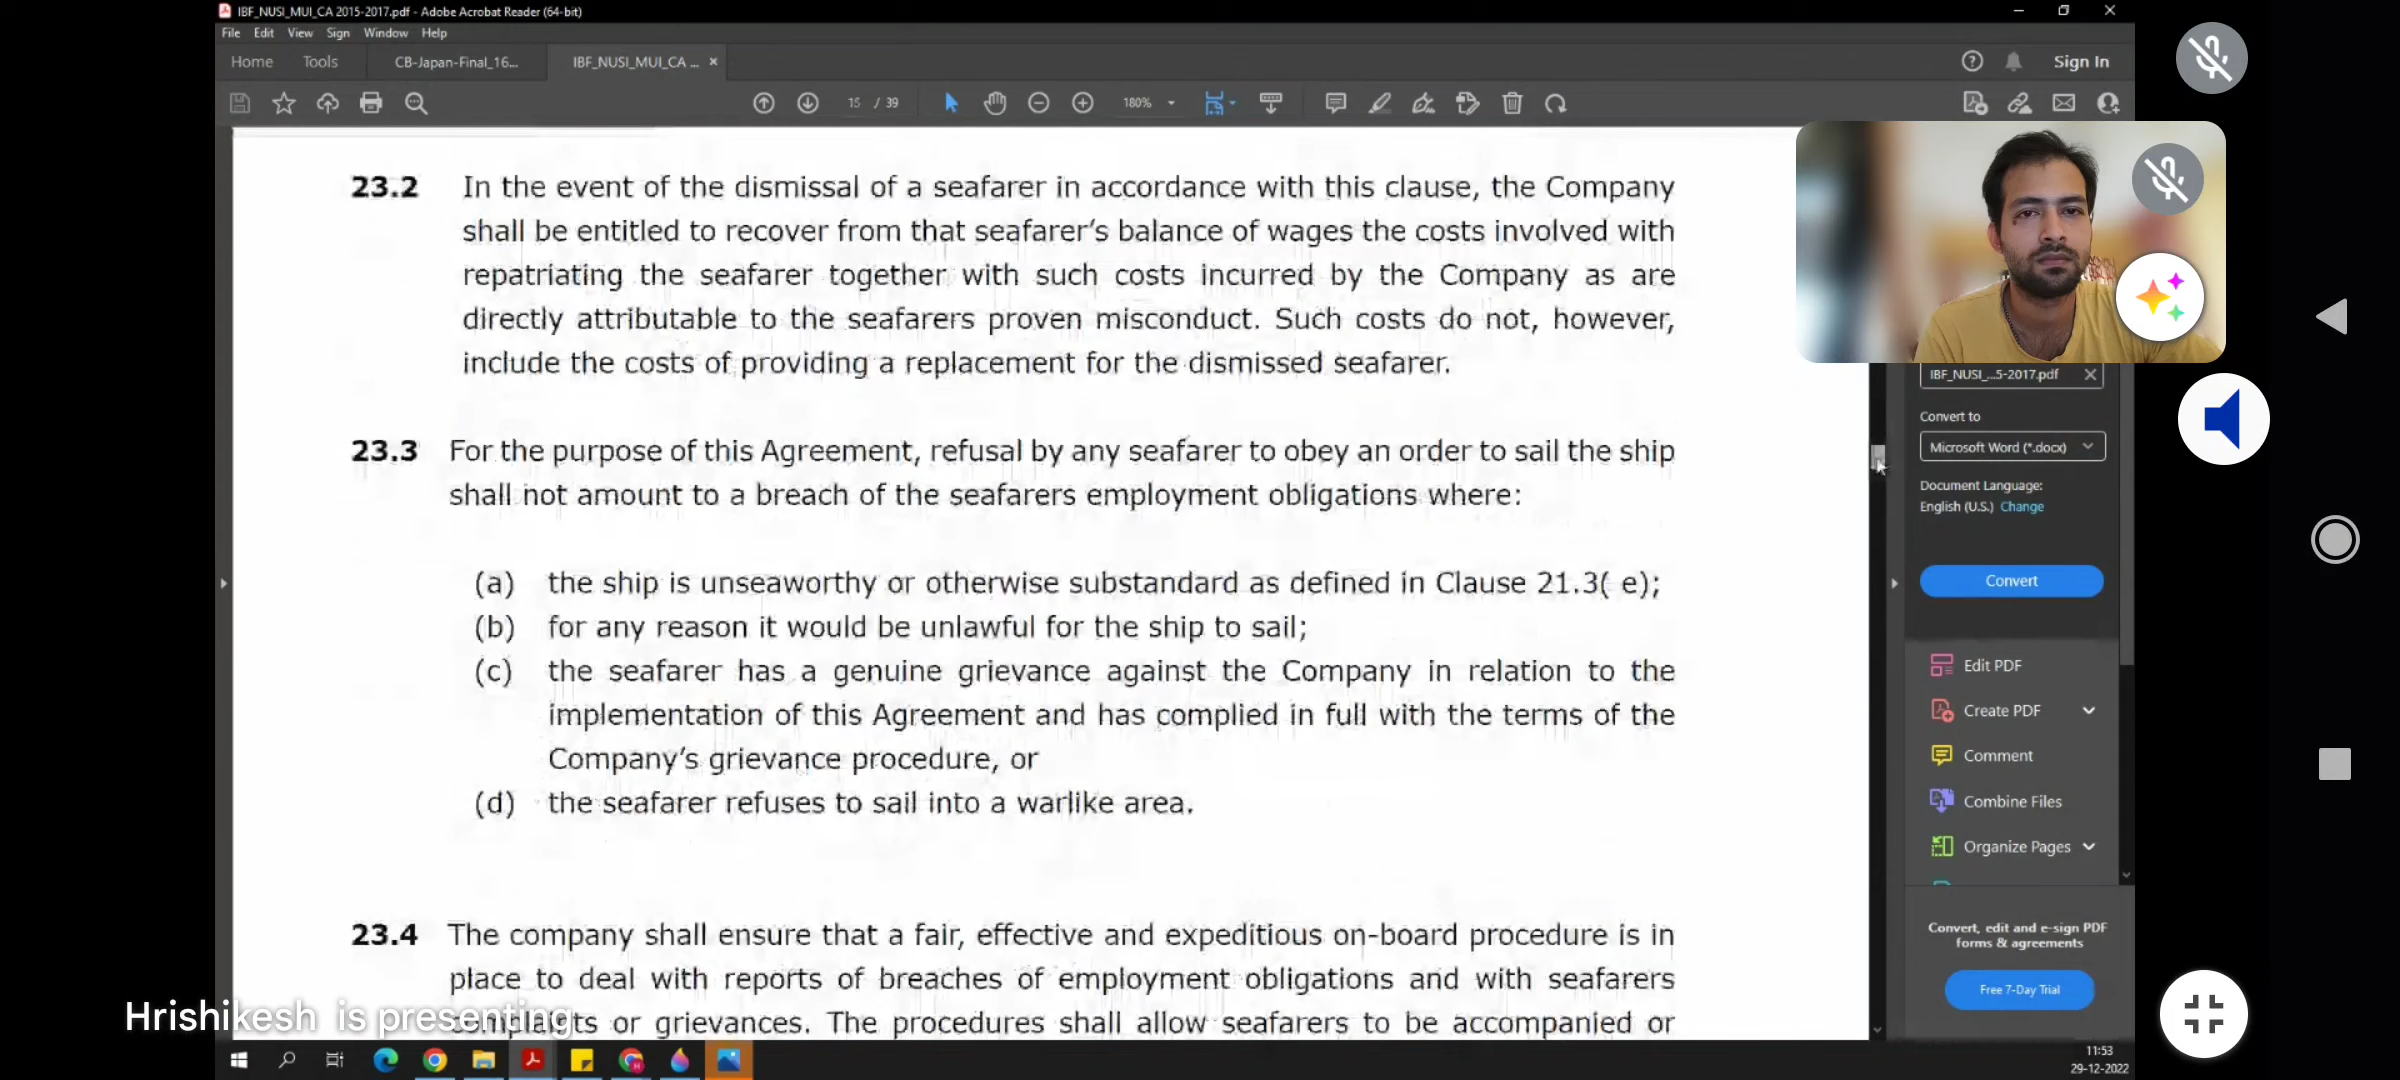 IBF_NUSI_MUI_CA 2015-2017.pdf - Adobe Acrobat Reader (64-bit)
File Edit View Sign Window Help
Home Tools CB-Japan-Final_16... IBF_NUSI_MUI_CA ... × Sign In
15 / 39 180%
23.2 In the event of the dismissal of a seafarer in accordance with this clause, the Company
shall be entitled to recover from that seafarer's balance of wages the costs involved with
repatriating the seafarer together with such costs incurred by the Company as are
directly attributable to the seafarers proven misconduct. Such costs do not, however,
include the costs of providing a replacement for the dismissed seafarer.
23.3 For the purpose of this Agreement, refusal by any seafarer to obey an order to sail the ship
shall not amount to a breach of the seafarers employment obligations where:
(a) the ship is unseaworthy or otherwise substandard as defined in Clause 21.3( e);
(b) for any reason it would be unlawful for the ship to sail;
(c) the seafarer has a genuine grievance against the Company in relation to the
implementation of this Agreement and has complied in full with the terms of the
Company's grievance procedure, or
(d) the seafarer refuses to sail into a warlike area.
23.4 The company shall ensure that a fair, effective and expeditious on-board procedure is in
place to deal with reports of breaches of employment obligations and with seafarers
complaints or grievances. The procedures shall allow seafarers to be accompanied or
Hrishikesh is presenting
IBF_NUSI_...5-2017.pdf
Convert to
Microsoft Word (*.docx)
Document Language:
English (U.S.) Change
Convert
Edit PDF
Create PDF
Comment
Combine Files
Organize Pages
Convert, edit and e-sign PDF
forms & agreements
Free 7-Day Trial
11:53
29-12-2022